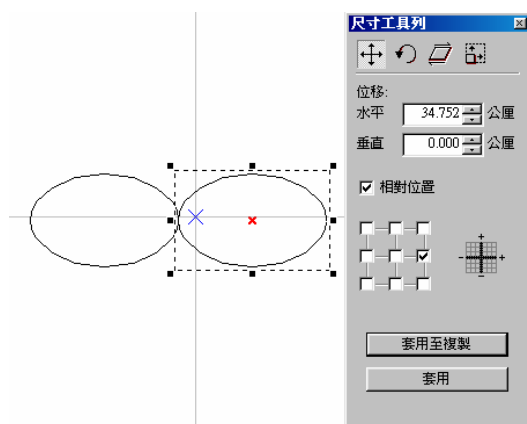 尺寸工具列
位移:
水平 34.752 公厘
垂直 0.000 公厘
相對位置
套用至複製
套用